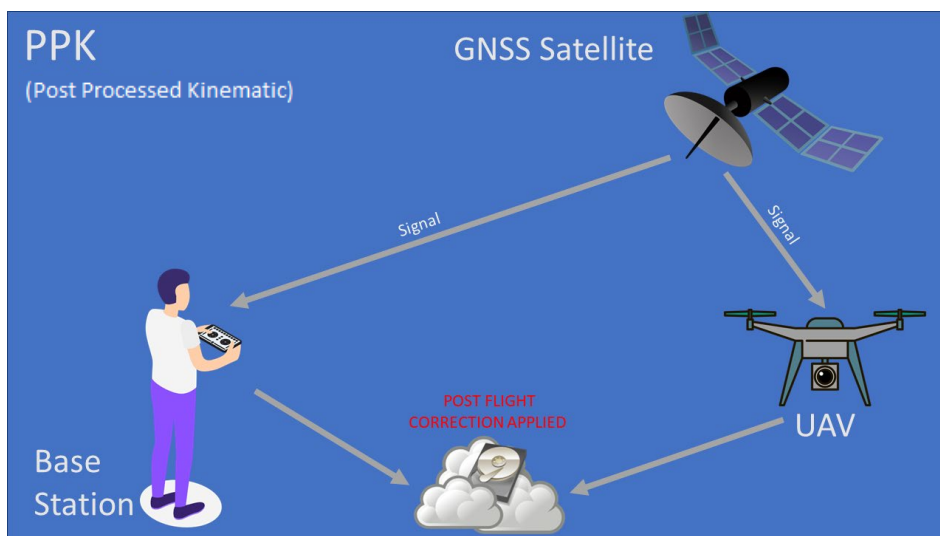 PPK
(Post Processed Kinematic)
GNSS Satellite
Signal
Signal
POST FLIGHT
CORRECTION APPLIED
UAV
Base
Station